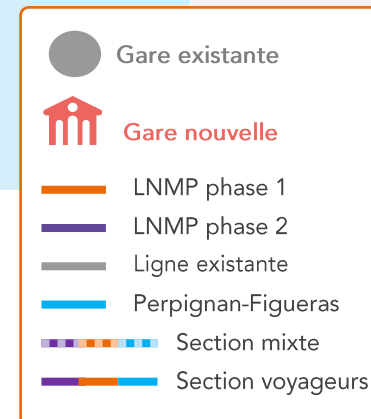 Gare existante
Gare nouvelle
LNMP phase 1
LNMP phase 2
Ligne existante
Perpignan-Figueras
Section mixte
Section voyageurs